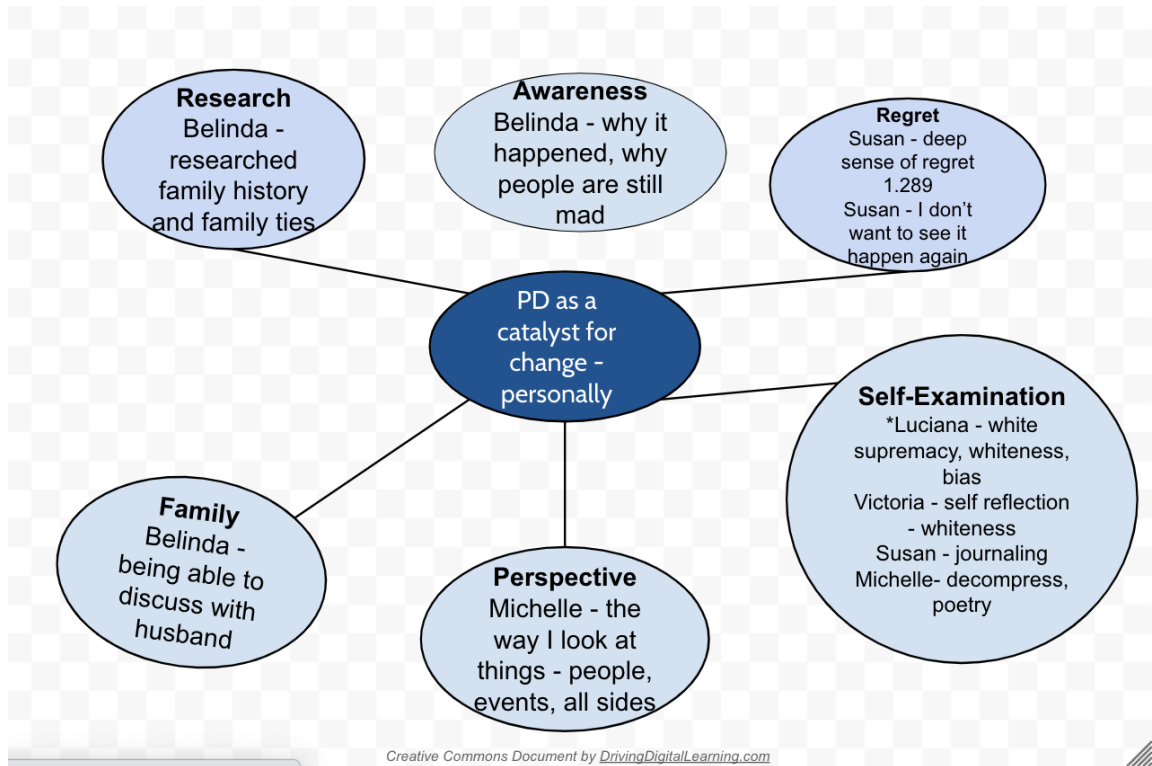 Research
Belinda -
researched
family history
and family ties
Awareness
Belinda - why it
happened, why
people are still
mad
Regret
Susan - deep
sense of regret
1.289
Susan - I don't
want to see it
happen again
PD as a
catalyst for
change -
personally
Self-Examination
*Luciana - white
supremacy, whiteness,
bias
Victoria - self reflection
- whiteness
Susan - journaling
Michelle- decompress,
poetry
Family
Belinda -
being able to
discuss with
husband
Perspective
Michelle - the
way I look at
things - people,
events, all sides
Creative Commons Document by DrivingDigitalLearning.com